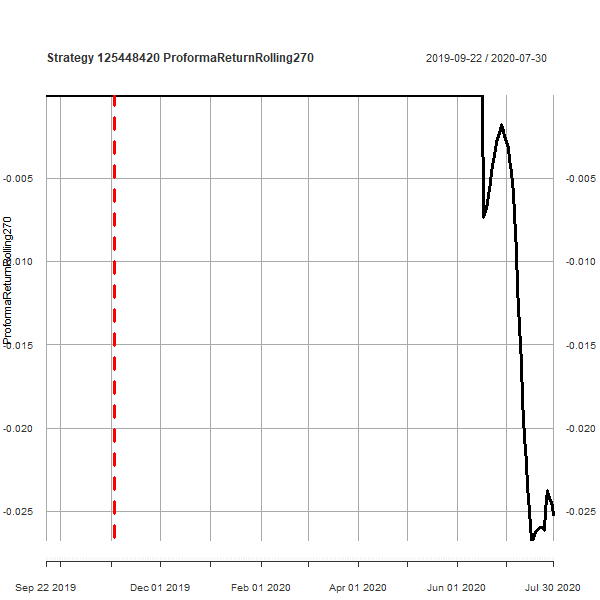 Strategy 125448420 ProformaReturnRolling270
2019-09-22 / 2020-07-30
ProformaReturnRolling270
-0.005 -0.005
-0.010 -0.010
-0.015 -0.015
-0.020 -0.020
-0.025 -0.025
Sep 22 2019 Dec 01 2019 Feb 01 2020 Apr 01 2020 Jun 01 2020 Jul 30 2020